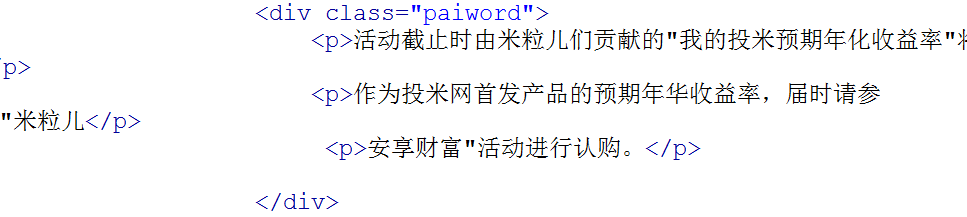 <div class="paiword">
<p>活动截止时由米粒儿们贡献的"我的投米预期年化收益率"
/p>
<p>作为投米网首发产品的预期年华收益率，届时请参
"米粒儿</p>
<p>安享财富"活动进行认购。</p>
</div>